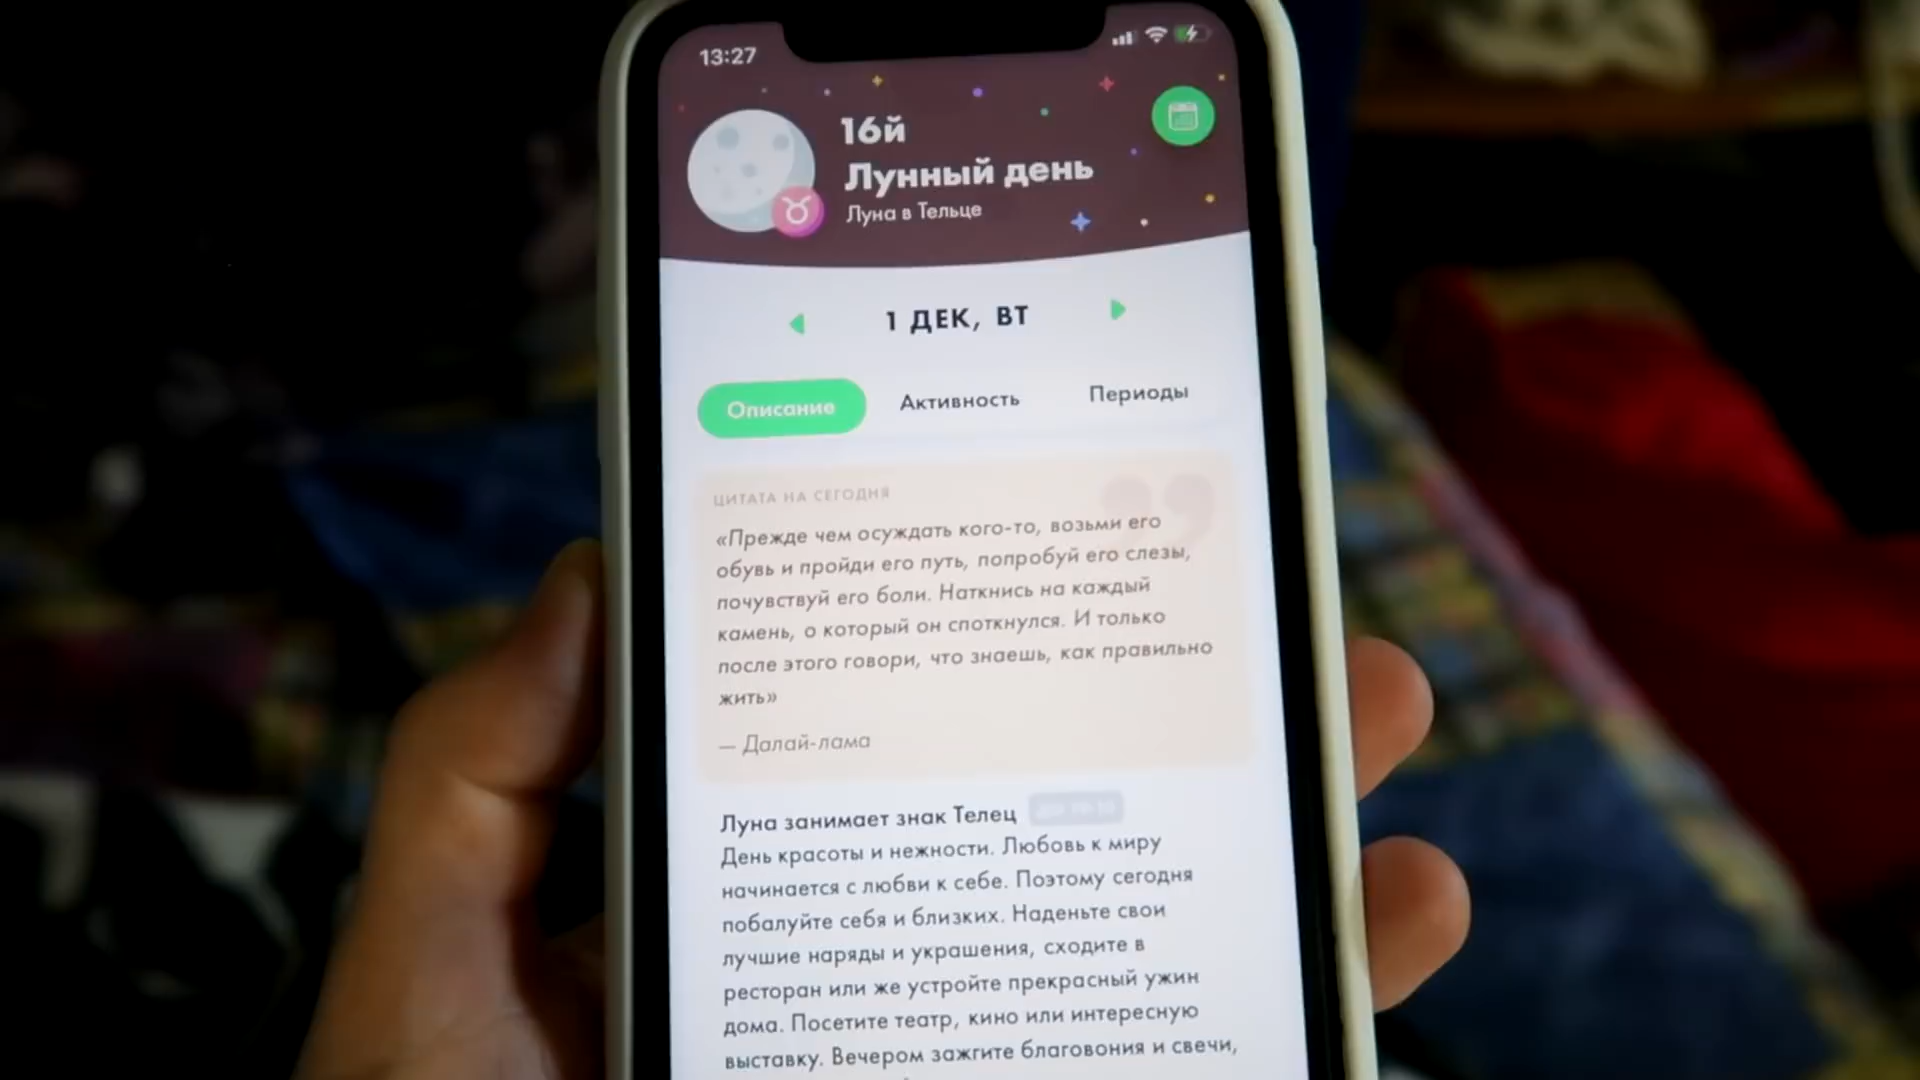 13:27
16й
Лунный день
Луна в Тельце
1 ДЕК, ВТ
Описание
Активность
Периоды
ЦИТАТА НА СЕГОДНЯ
«Прежде чем осуждать кого-то, возьми его
обувь и пройди его путь, попробуй его слезы,
почувствуй его боли. Наткнись на каждый
камень, о который он споткнулся. И только
после этого говори, что знаешь, как правильно
жить»
— Далай-лама
Луна занимает знак Телец
День красоты и нежности. Любовь к миру
начинается с любви к себе. Поэтому сегодня
побалуйте себя и близких. Наденьте свои
лучшие наряды и украшения, сходите в
ресторан или же устройте прекрасный ужин
дома. Посетите театр, кино или интересную
выставку. Вечером зажгите благовония и свечи,